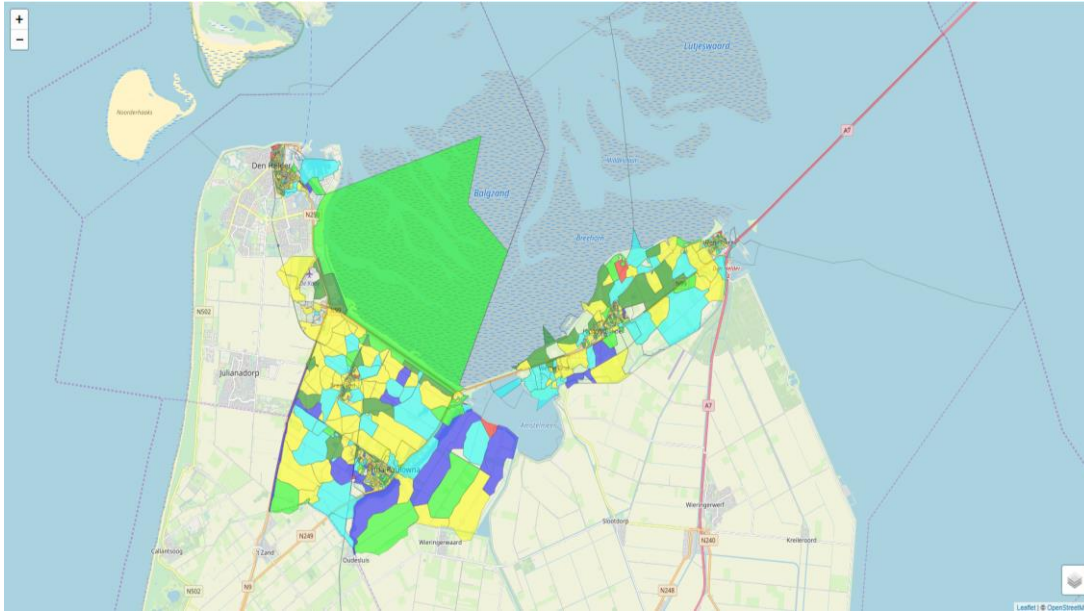 +
−
Lutjeswaard
Noorderhaaks
A7
Den Helder
Balgzand
N250
Breehorn
N502
Julianadorp
Amstelmeer
A7
Wieringerwerf
Slootdorp
Kreileroord
N249
Wieringerwaard
N240
Callantsoog
't Zand
Oudesluis
N502
N9
N248
Leaflet | © OpenStreetM